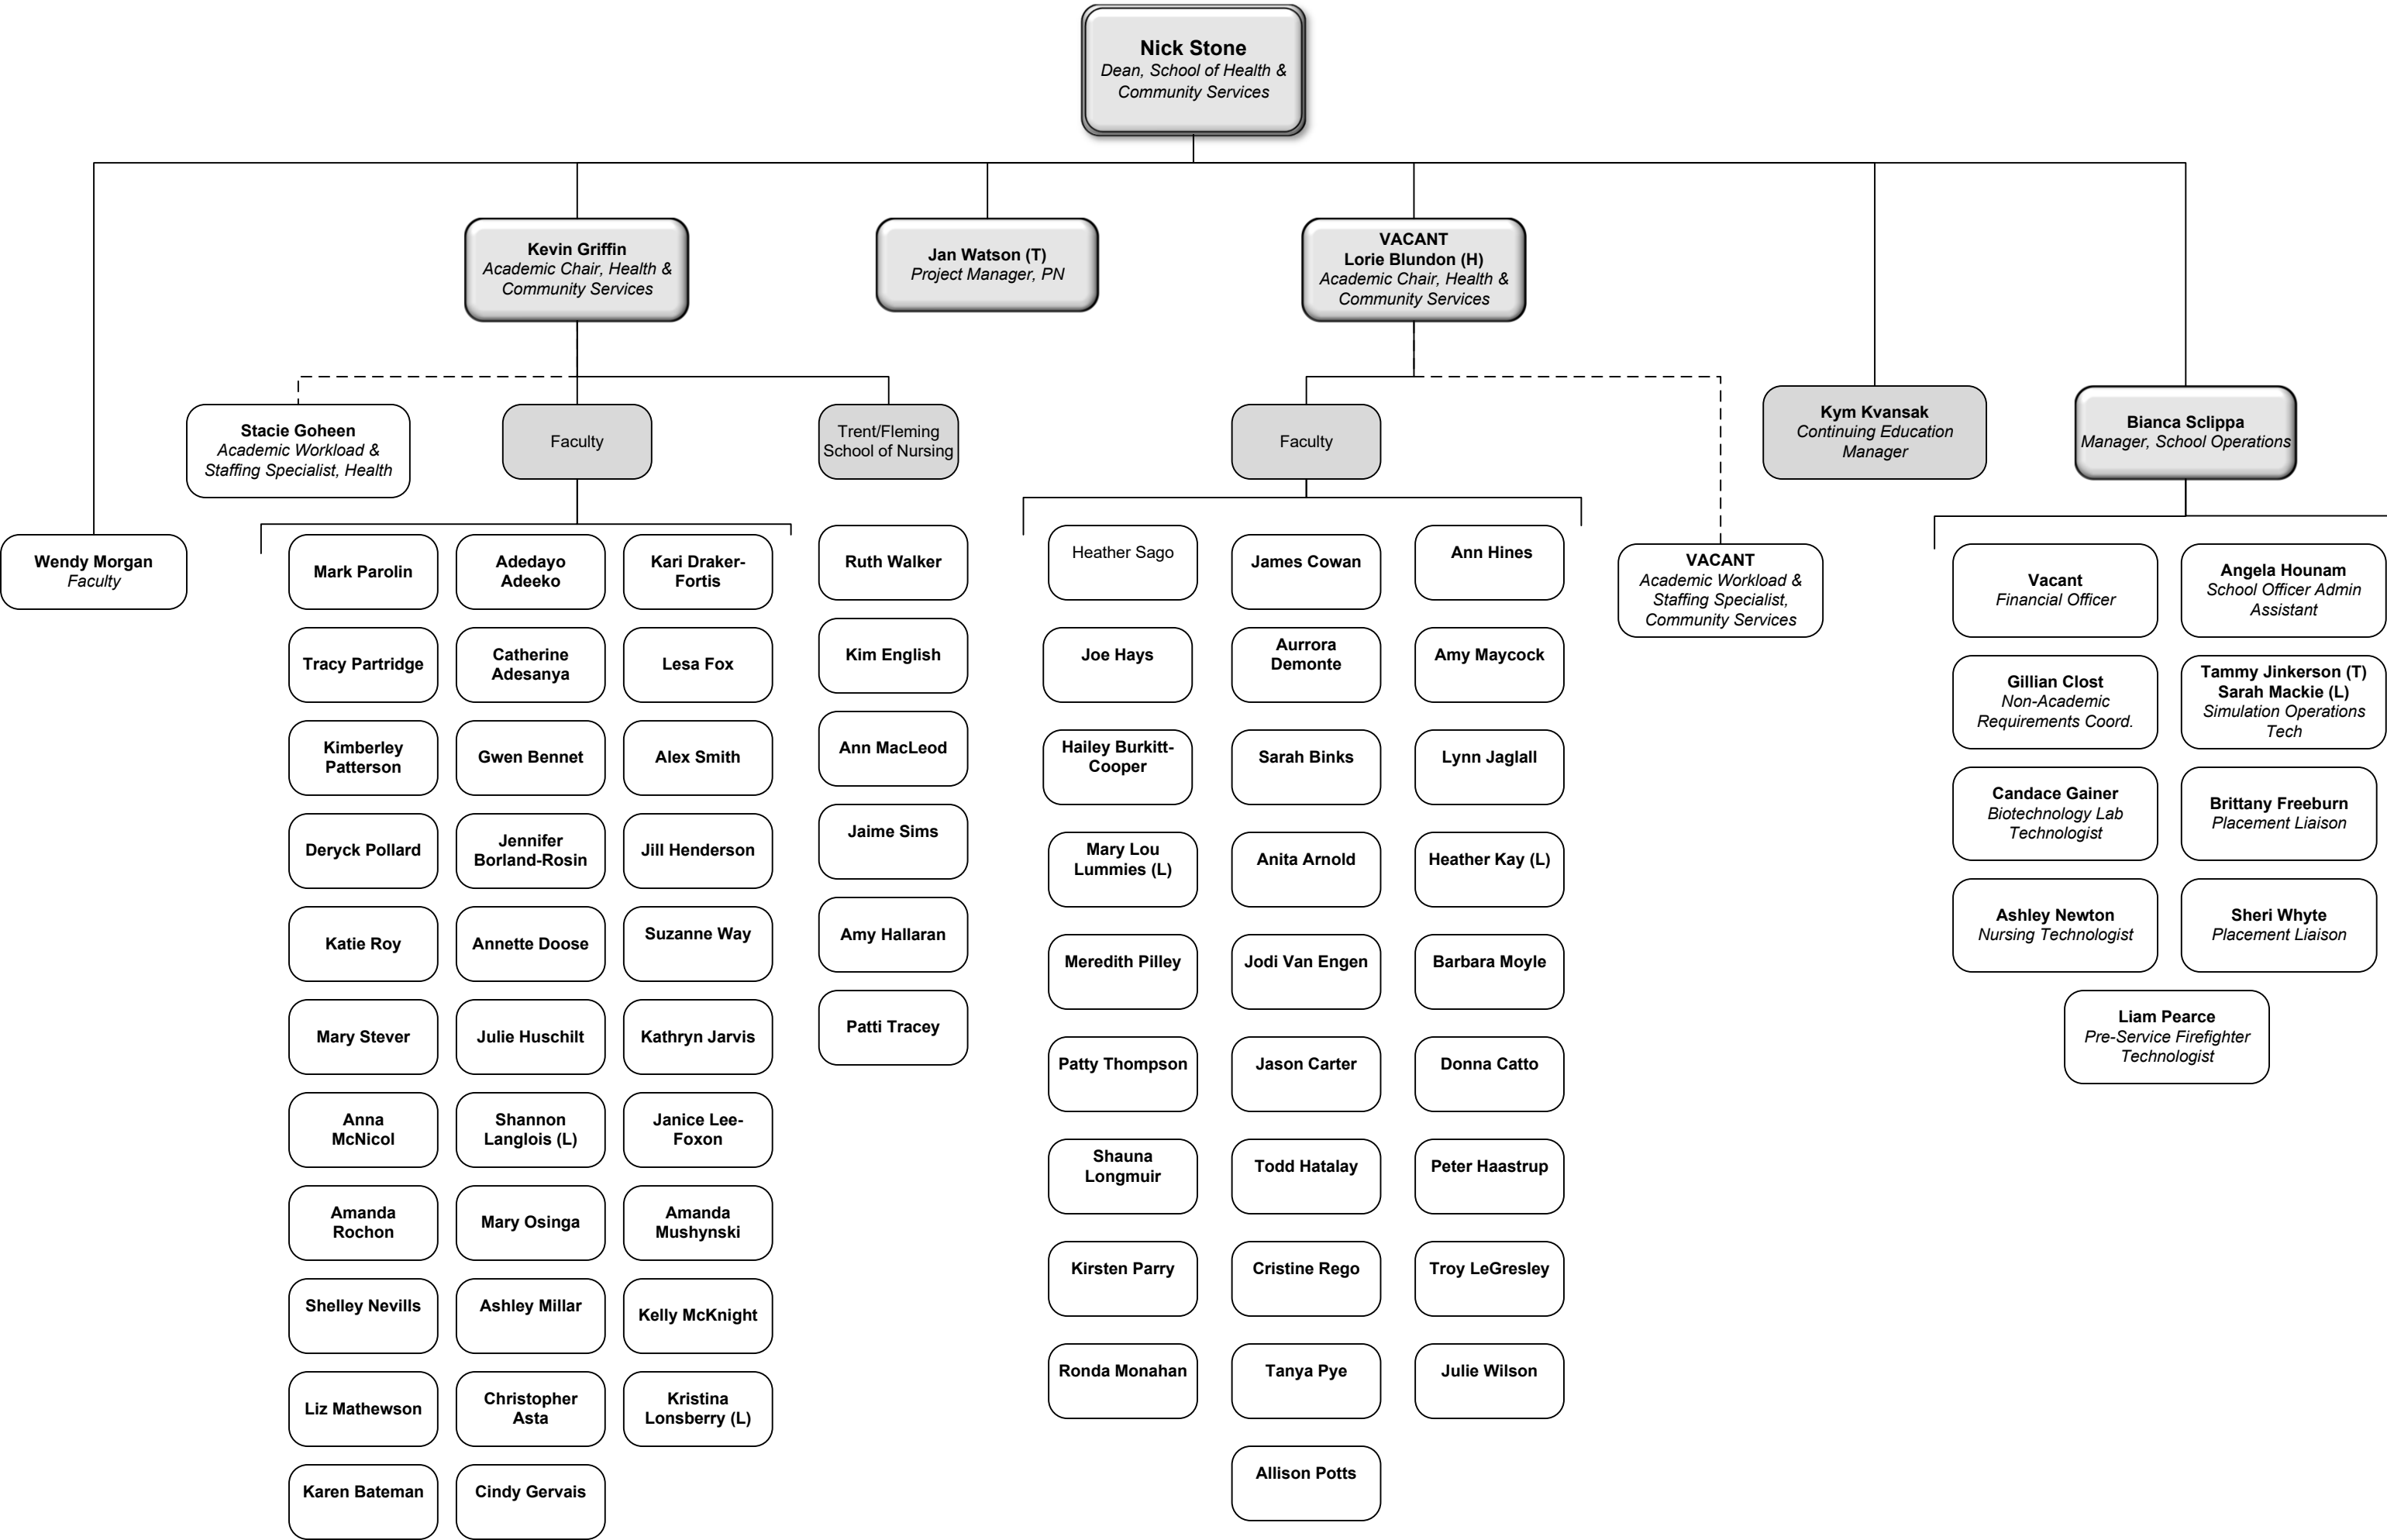 Nick Stone
Dean, School of Health &
Community Services
Kevin Griffin
Academic Chair, Health &
Community Services
Jan Watson (T)
Project Manager, PN
VACANT
Lorie Blundon (H)
Academic Chair, Health &
Community Services
Stacie Goheen
Academic Workload &
Staffing Specialist, Health
Faculty
Trent/Fleming
School of Nursing
Faculty
Kym Kvansak
Continuing Education
Manager
Bianca Sclippa
Manager, School Operations
Wendy Morgan
Faculty
Mark Parolin
Tracy Partridge
Kimberley
Patterson
Deryck Pollard
Katie Roy
Mary Stever
Anna
McNicol
Amanda
Rochon
Shelley Nevills
Liz Mathewson
Karen Bateman
Adedayo
Adeeko
Catherine
Adesanya
Gwen Bennet
Jennifer
Borland-Rosin
Annette Doose
Julie Huschilt
Shannon
Langlois (L)
Mary Osinga
Ashley Millar
Christopher
Asta
Cindy Gervais
Kari Draker-
Fortis
Lesa Fox
Alex Smith
Jill Henderson
Suzanne Way
Kathryn Jarvis
Janice Lee-
Foxon
Amanda
Mushynski
Kelly McKnight
Kristina
Lonsberry (L)
Ruth Walker
Kim English
Ann MacLeod
Jaime Sims
Amy Hallaran
Patti Tracey
Heather Sago
Joe Hays
Hailey Burkitt-
Cooper
Mary Lou
Lummies (L)
Meredith Pilley
Patty Thompson
Shauna
Longmuir
Kirsten Parry
Ronda Monahan
James Cowan
Aurrora
Demonte
Sarah Binks
Anita Arnold
Jodi Van Engen
Jason Carter
Todd Hatalay
Cristine Rego
Tanya Pye
Allison Potts
Ann Hines
Amy Maycock
Lynn Jaglall
Heather Kay (L)
Barbara Moyle
Donna Catto
Peter Haastrup
Troy LeGresley
Julie Wilson
VACANT
Academic Workload &
Staffing Specialist,
Community Services
Vacant
Financial Officer
Angela Hounam
School Officer Admin
Assistant
Gillian Clost
Non-Academic
Requirements Coord.
Tammy Jinkerson (T)
Sarah Mackie (L)
Simulation Operations
Tech
Candace Gainer
Biotechnology Lab
Technologist
Brittany Freeburn
Placement Liaison
Ashley Newton
Nursing Technologist
Sheri Whyte
Placement Liaison
Liam Pearce
Pre-Service Firefighter
Technologist